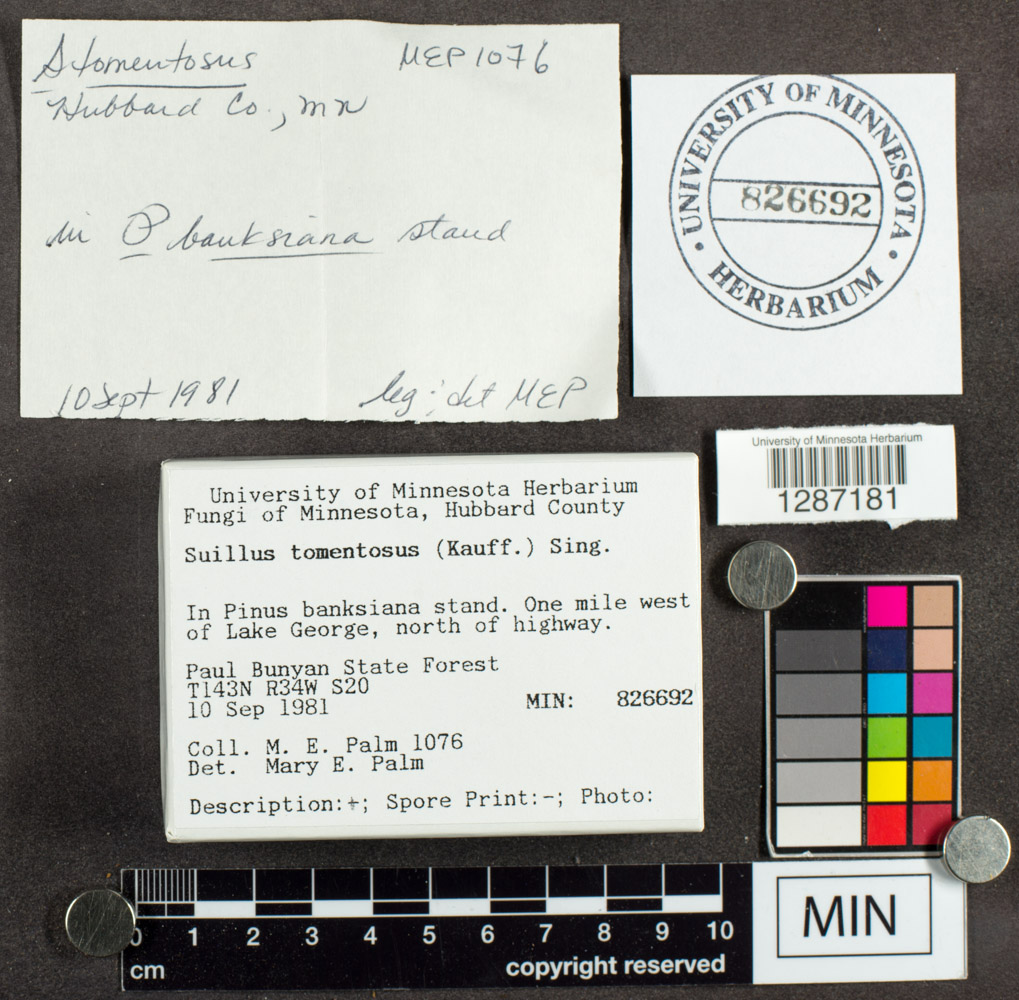 S tomentosus MEP 1076
Hubbard Co., MN
in P banksiana stand
10 Sept 1981 leg; det MEP
UNIVERSITY OF MINNESOTA
826692
HERBARIUM
University of Minnesota Herbarium
1287181
University of Minnesota Herbarium
Fungi of Minnesota, Hubbard County
Suillus tomentosus (Kauff.) Sing.
In Pinus banksiana stand. One mile west
of Lake George, north of highway.
Paul Bunyan State Forest
T143N R34W S20
10 Sep 1981 MIN: 826692
Coll. M. E. Palm 1076
Det. Mary E. Palm
Description:+; Spore Print:-; Photo:
0 1 2 3 4 5 6 7 8 9 10
cm copyright reserved
MIN